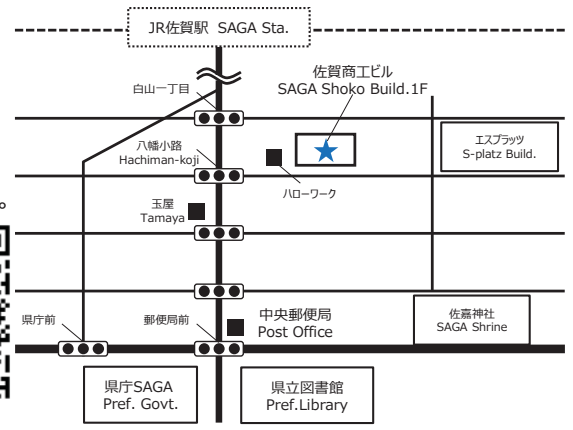 JR佐賀駅 SAGA Sta.
佐賀商工ビル
SAGA Shoko Build.1F
白山一丁目
エスプラッツ
S-platz Build.
八幡小路
Hachiman-koji
ハローワーク
玉屋
Tamaya
。
県庁前
郵便局前
中央郵便局
Post Office
佐嘉神社
SAGA Shrine
県庁SAGA
Pref. Govt.
県立図書館
Pref.Library